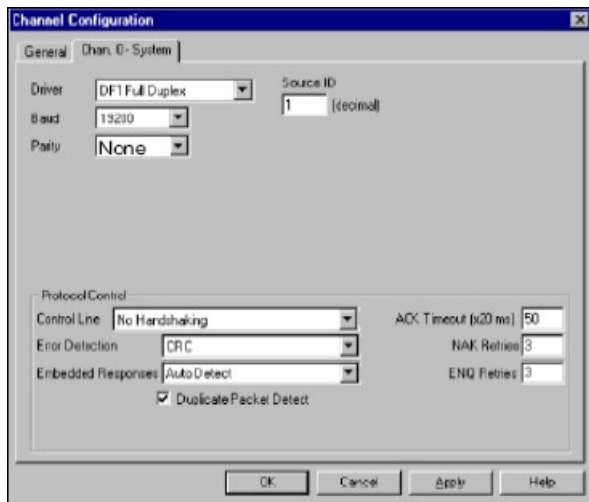 Channel Configuration
General
Chan. 0 - System
Driver DF1 Full Duplex
Source ID
1 (decimal)
Baud 19200
Parity None
Protocol Control
Control Line No Handshaking
ACK Timeout (x20 ms) 50
Error Detection CRC
NAK Retries 3
Embedded Responses Auto Detect
ENQ Retries 3
Duplicate Packet Detect
OK Cancel Apply Help